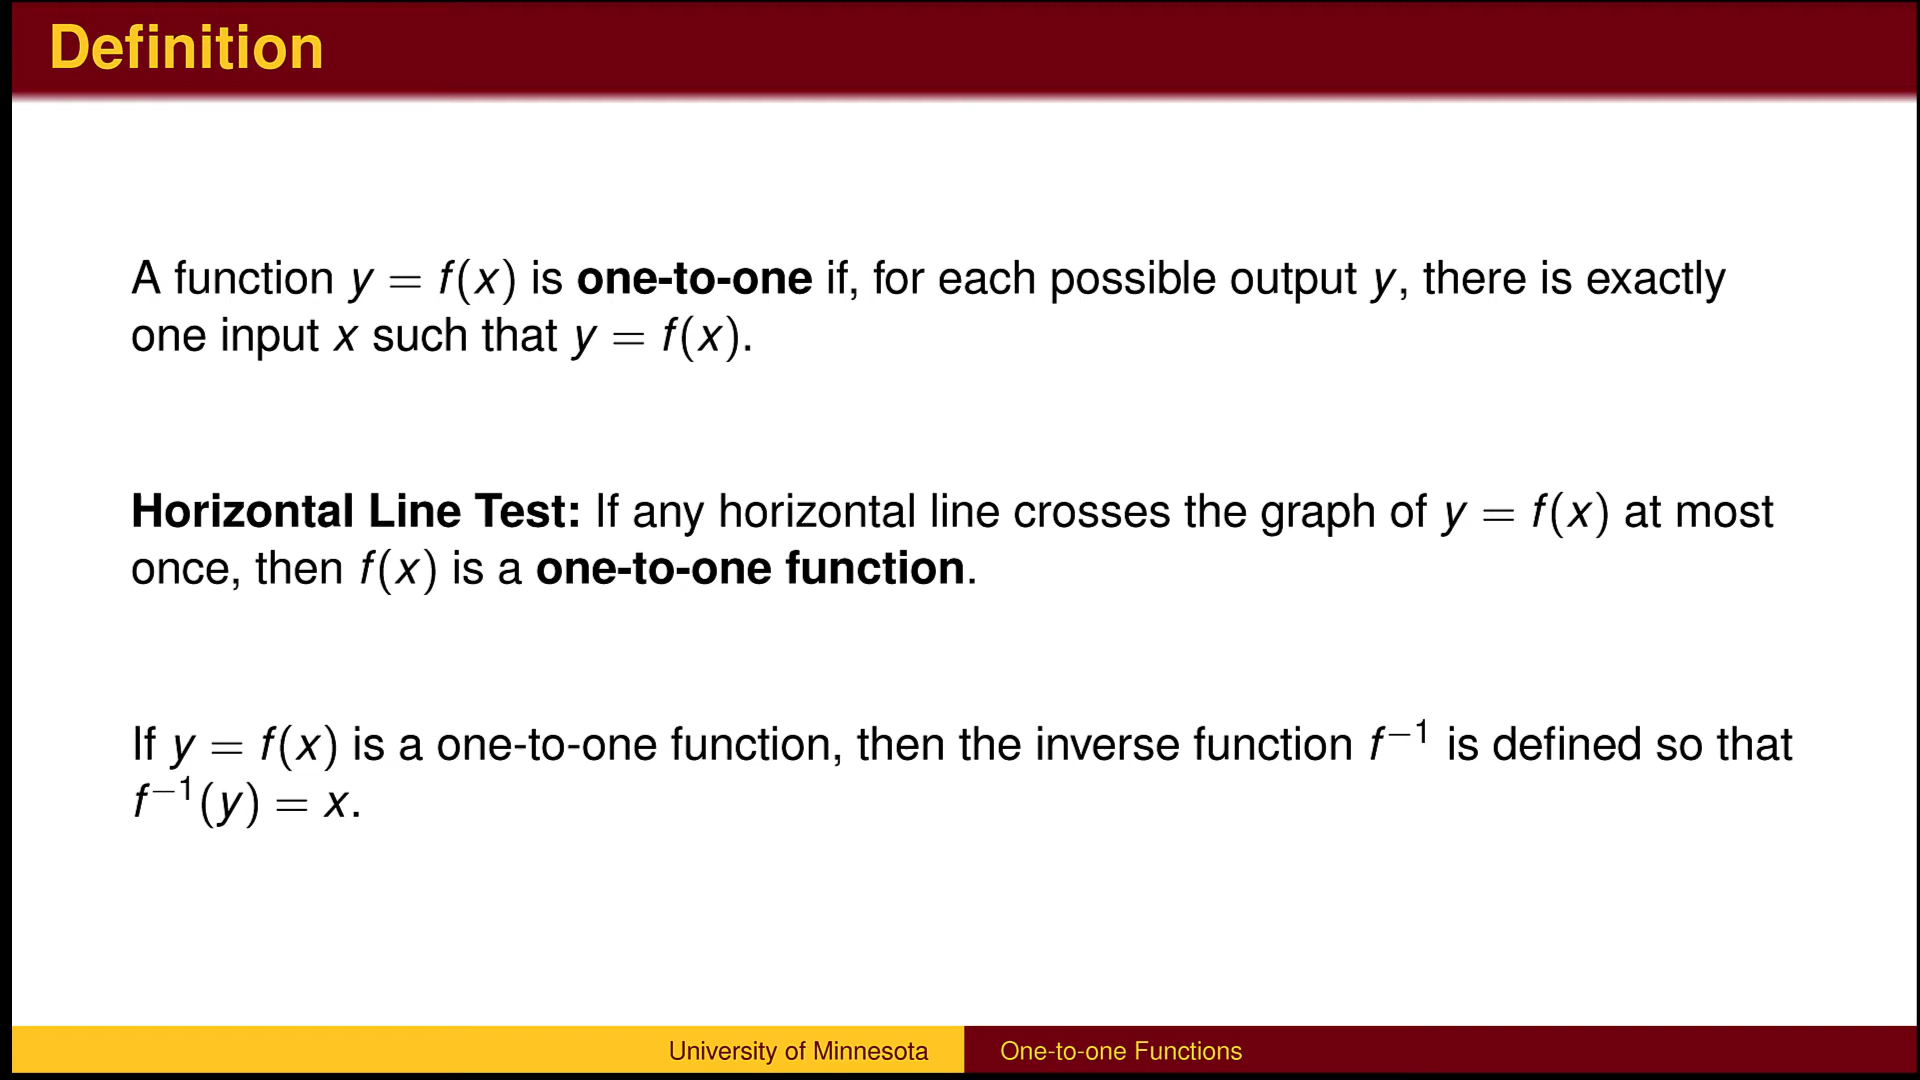 Definition
A function y = f(x) is one-to-one if, for each possible output y, there is exactly
one input x such that y = f(x).
Horizontal Line Test: If any horizontal line crosses the graph of y = f(x) at most
once, then f(x) is a one-to-one function.
If y = f(x) is a one-to-one function, then the inverse function f⁻¹ is defined so that
f⁻¹(y) = x.
University of Minnesota
One-to-one Functions